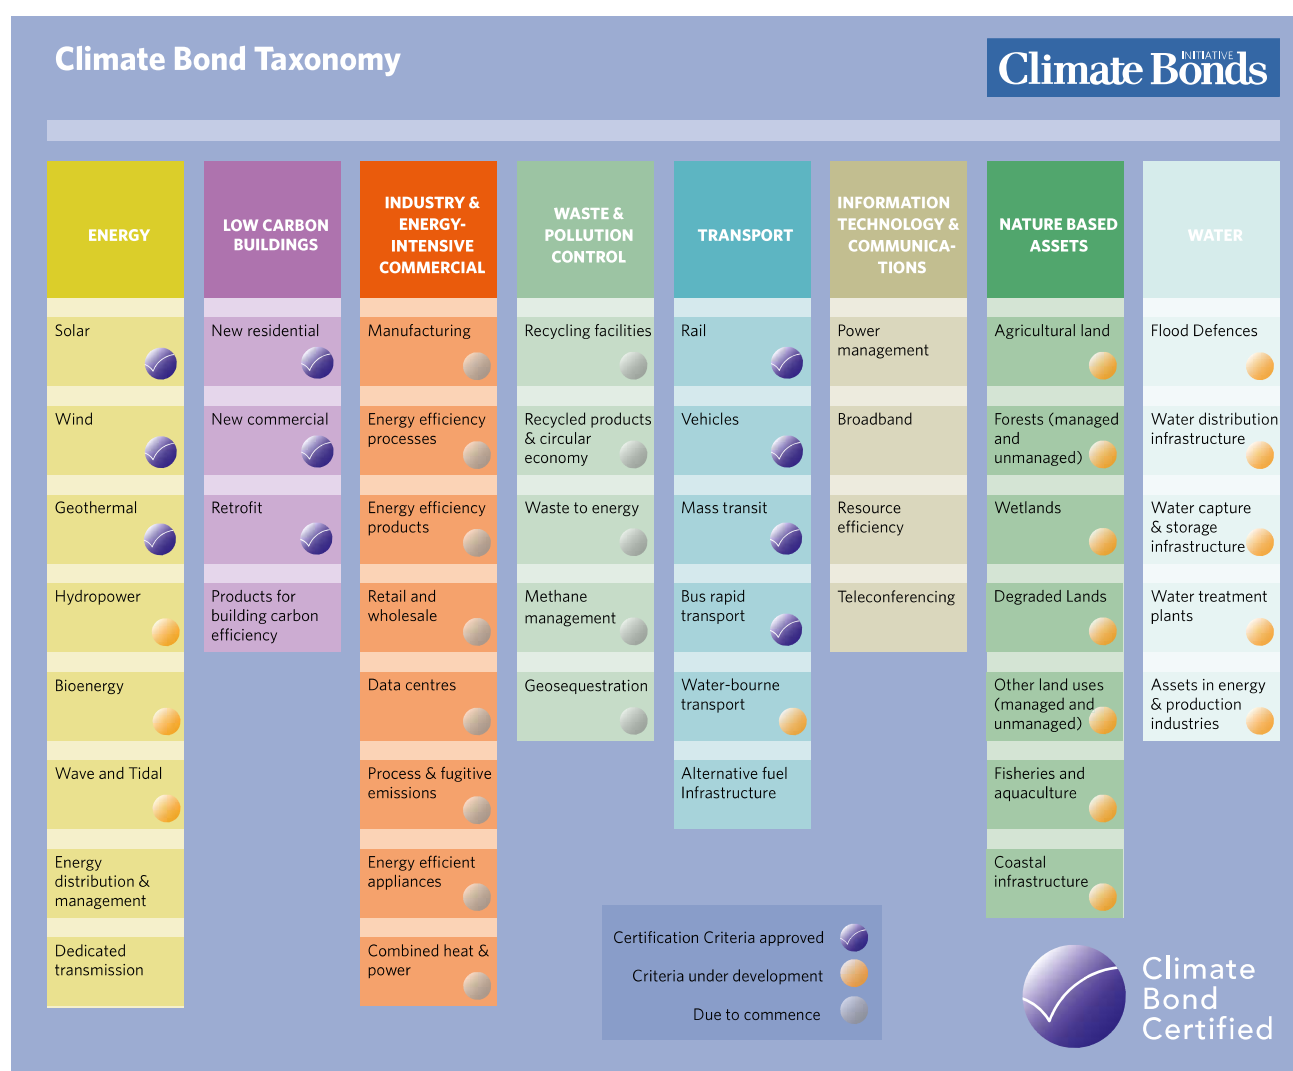 Climate Bond Taxonomy
INITIATIVE
Climate Bonds
ENERGY
Solar
Wind
Geothermal
Hydropower
Bioenergy
Wave and Tidal
Energy
distribution &
management
Dedicated
transmission
LOW CARBON
BUILDINGS
New residential
New commercial
Retrofit
Products for
building carbon
efficiency
INDUSTRY &
ENERGY-
INTENSIVE
COMMERCIAL
Manufacturing
Energy efficiency
processes
Energy efficiency
products
Retail and
wholesale
Data centres
Process & fugitive
emissions
Energy efficient
appliances
Combined heat &
power
WASTE &
POLLUTION
CONTROL
Recycling facilities
Recycled products
& circular
economy
Waste to energy
Methane
management
Geosequestration
TRANSPORT
Rail
Vehicles
Mass transit
Bus rapid
transport
Water-bourne
transport
Alternative fuel
Infrastructure
INFORMATION
TECHNOLOGY &
COMMUNICA-
TIONS
Power
management
Broadband
Resource
efficiency
Teleconferencing
NATURE BASED
ASSETS
Agricultural land
Forests (managed
and
unmanaged)
Wetlands
Degraded Lands
Other land uses
(managed and
unmanaged)
Fisheries and
aquaculture
Coastal
infrastructure
WATER
Flood Defences
Water distribution
infrastructure
Water capture
& storage
infrastructure
Water treatment
plants
Assets in energy
& production
industries
Certification Criteria approved
Criteria under development
Due to commence
Climate
Bond
Certified